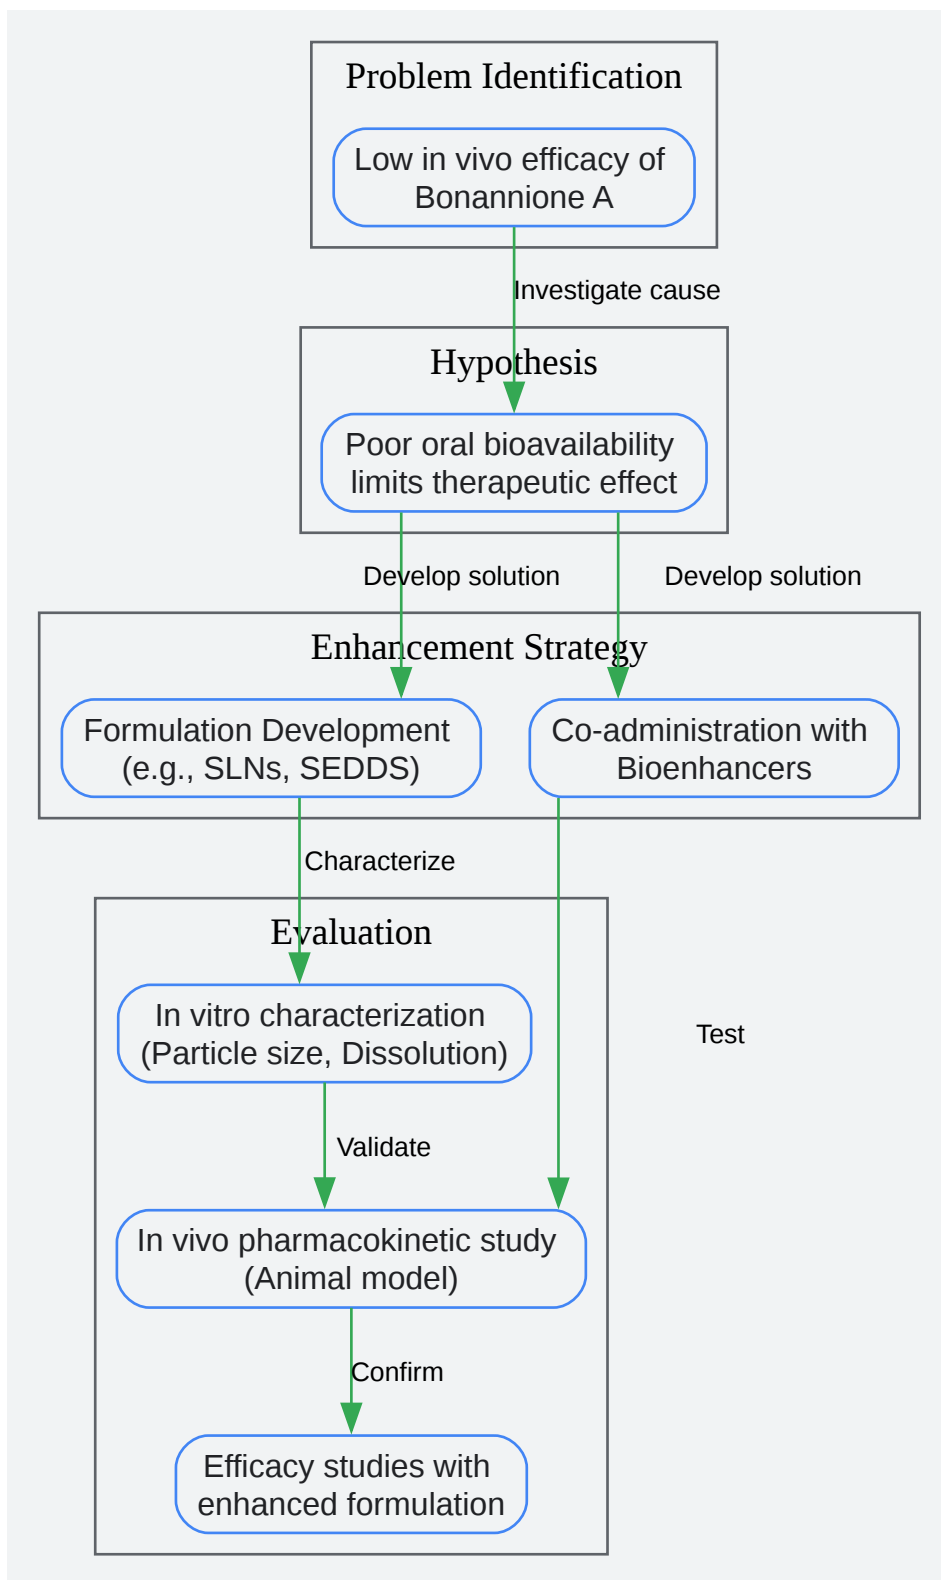 Problem Identification
Low in vivo efficacy of
Bonannione A
Investigate cause
Hypothesis
Poor oral bioavailability
limits therapeutic effect
Develop solution
Develop solution
Enhancement Strategy
Formulation Development
(e.g., SLNs, SEDDS)
Co-administration with
Bioenhancers
Characterize
Evaluation
In vitro characterization
(Particle size, Dissolution)
Test
Validate
In vivo pharmacokinetic study
(Animal model)
Confirm
Efficacy studies with
enhanced formulation